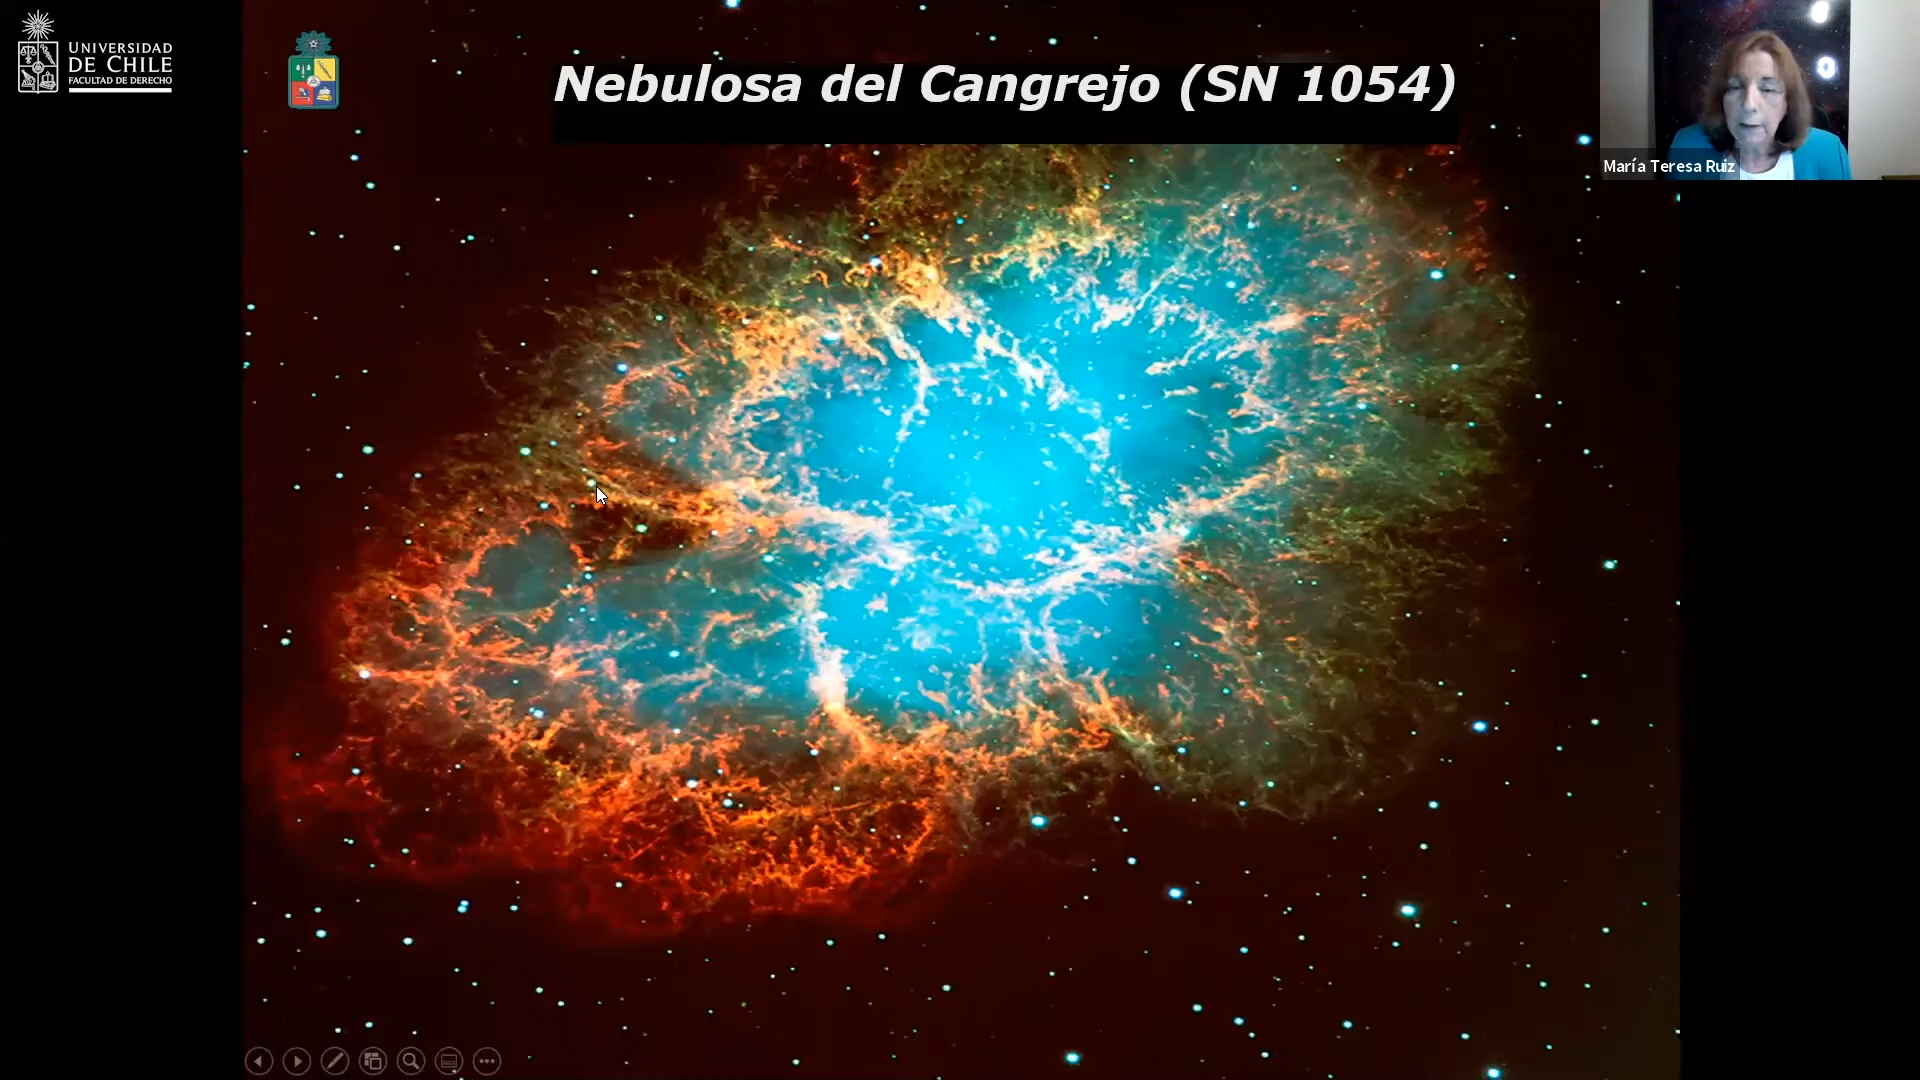 UNIVERSIDAD
DE CHILE
FACULTAD DE DERECHO
Nebulosa del Cangrejo (SN 1054)
María Teresa Ruiz